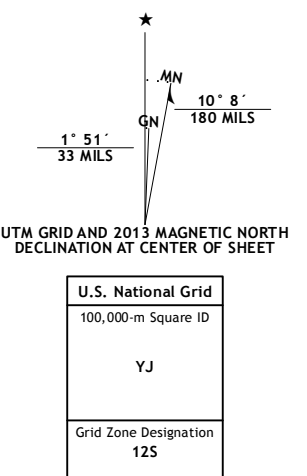 ★
MN
GN
10° 8´
180 MILS
1° 51´
33 MILS
UTM GRID AND 2013 MAGNETIC NORTH
DECLINATION AT CENTER OF SHEET
U.S. National Grid
100,000-m Square ID
YJ
Grid Zone Designation
12S